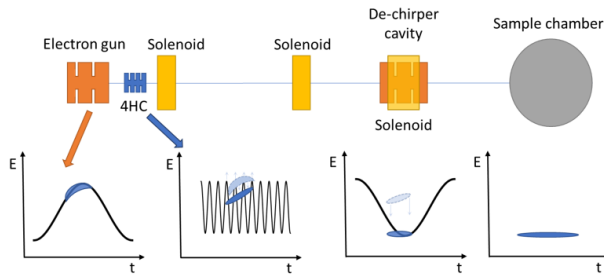 Electron gun
4HC
Solenoid
Solenoid
De-chirper
cavity
Solenoid
Sample chamber
E
t
E
t
E
t
E
t